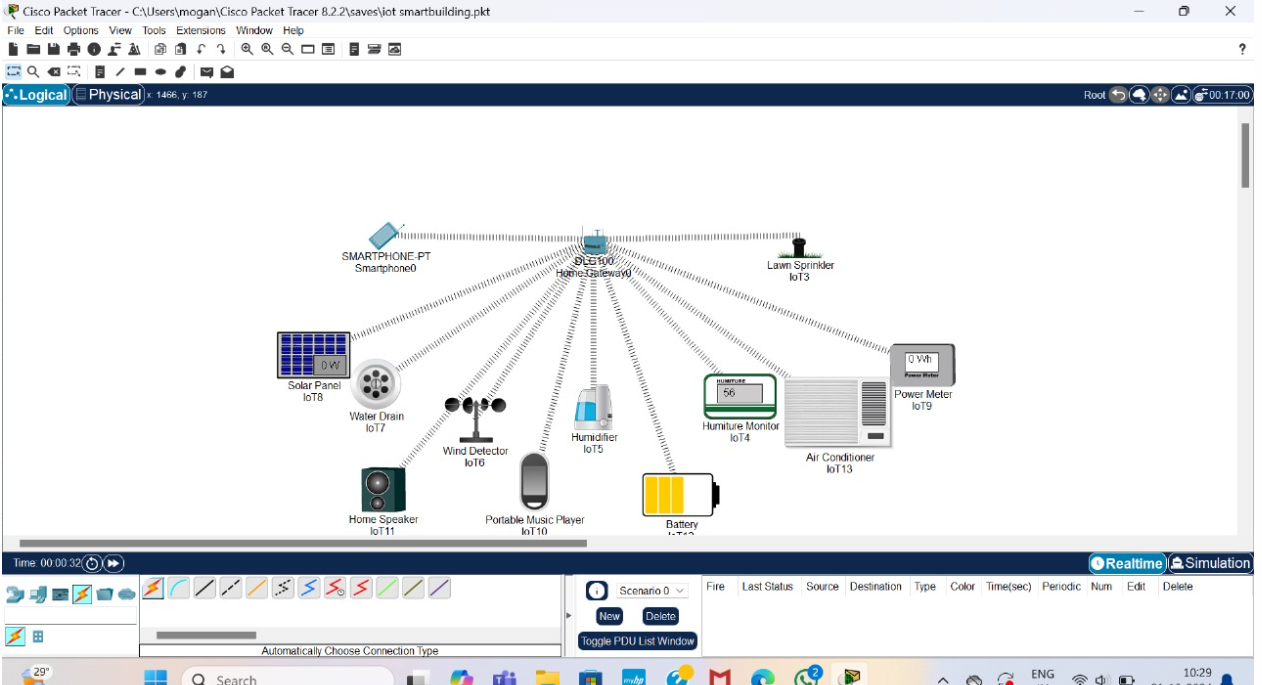 Cisco Packet Tracer - C:\Users\mogan\Cisco Packet Tracer 8.2.2\saves\iot smartbuilding.pkt
File Edit Options View Tools Extensions Window Help
?
Logical Physical x: 1466, y: 187 Root 00:17:00
SMARTPHONE-PT
Smartphone0
DLC100
Home Gateway0
Lawn Sprinkler
IoT3
0 W
Solar Panel
IoT8
Water Drain
IoT7
Wind Detector
IoT6
Humidifier
IoT5
HUMITURE
56
Humiture Monitor
IoT4
Air Conditioner
IoT13
0 Wh
Power Meter
Power Meter
IoT9
Home Speaker
IoT11
Portable Music Player
IoT10
Battery
Time: 00:00:32 Realtime Simulation
Scenario 0
New Delete
Toggle PDU List Window
Fire Last Status Source Destination Type Color Time(sec) Periodic Num Edit Delete
Automatically Choose Connection Type
29°
Search
2
ENG
10:29